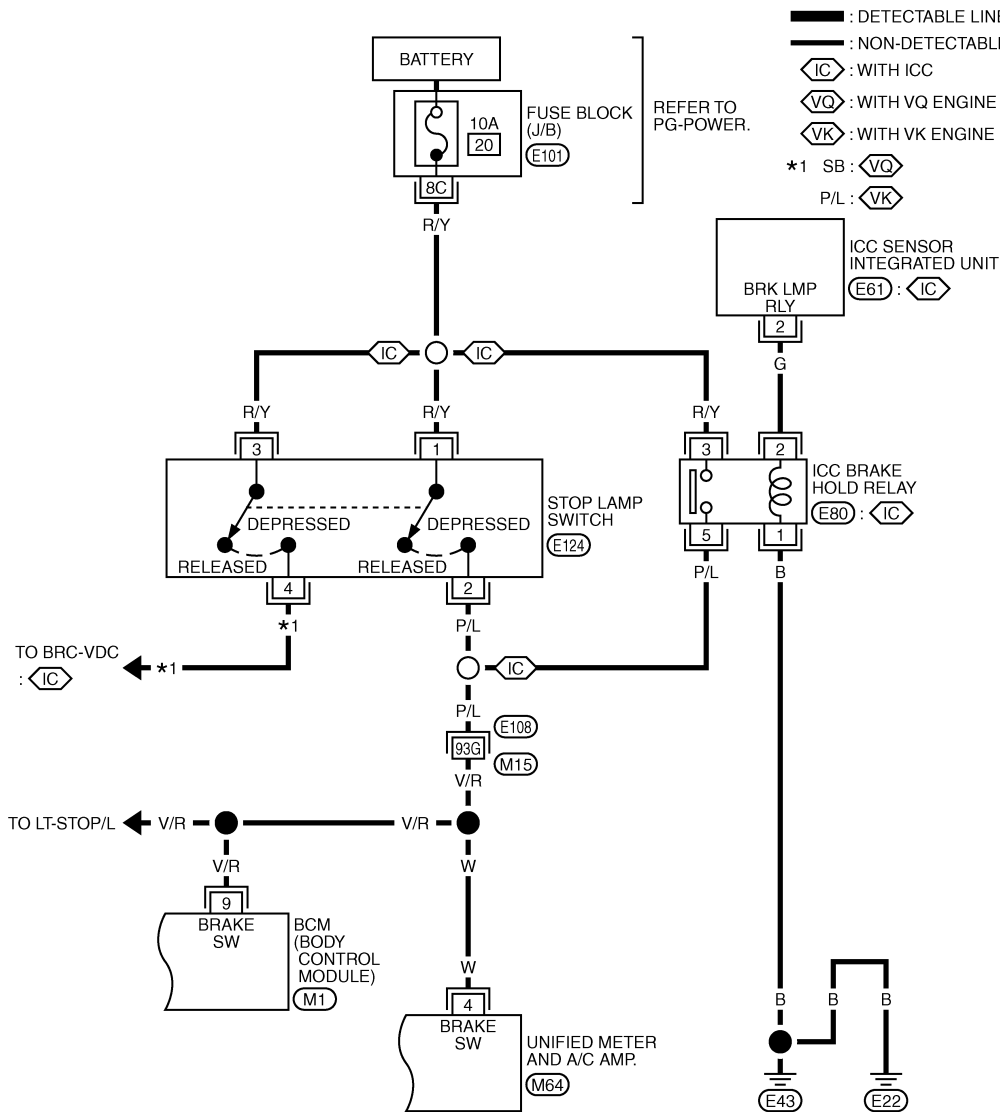 : DETECTABLE LINE
: NON-DETECTABLE
IC : WITH ICC
VQ : WITH VQ ENGINE
VK : WITH VK ENGINE
*1 SB : VQ
P/L : VK
BATTERY
10A
20
FUSE BLOCK
(J/B)
E101
REFER TO
PG-POWER.
8C
R/Y
ICC SENSOR
INTEGRATED UNIT
E61 : IC
BRK LMP
RLY
2
G
IC
IC
R/Y
R/Y
R/Y
3
1
3
2
ICC BRAKE
HOLD RELAY
E80 : IC
STOP LAMP
SWITCH
E124
DEPRESSED
DEPRESSED
RELEASED
RELEASED
4
2
5
1
*1
P/L
P/L
B
TO BRC-VDC
: IC
*1
IC
P/L
E108
93G
M15
V/R
TO LT-STOP/L
V/R
V/R
V/R
W
9
BRAKE
SW
BCM
(BODY
CONTROL
MODULE)
M1
W
4
BRAKE
SW
UNIFIED METER
AND A/C AMP.
M64
B
B
B
E43
E22